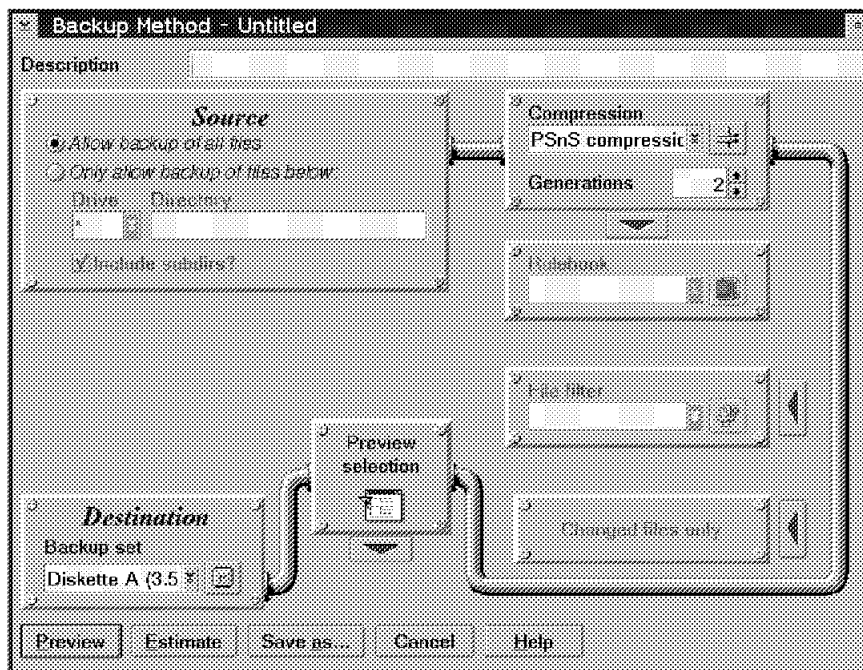 Backup Method - Untitled
Description
Source
Allow backup of all files
Only allow backup of files below
Drive Directory
*
Include subdirs?
Compression
PSnS compressic
Generations 2
Rulebook
File filter
Changed files only
Preview
selection
Destination
Backup set
Diskette A (3.5
Preview Estimate Save as... Cancel Help